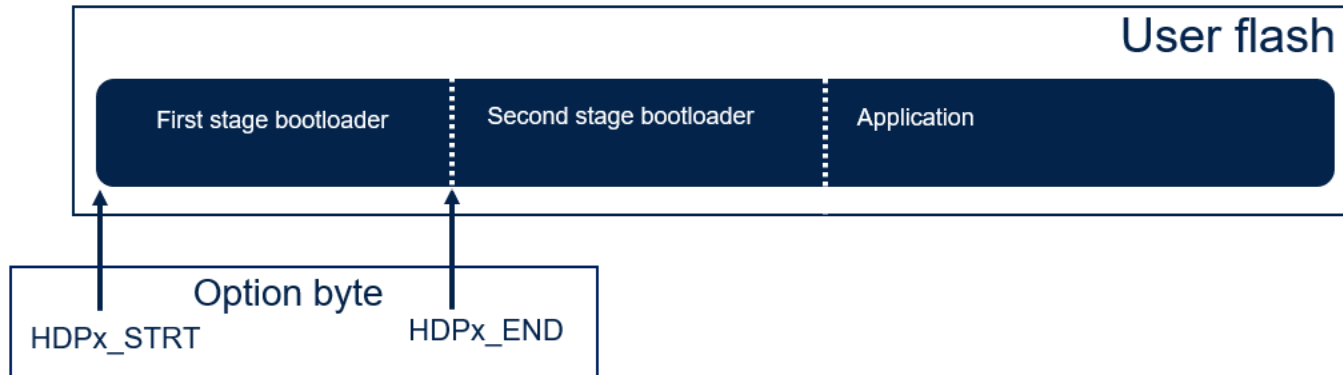 User flash
First stage bootloader
Second stage bootloader
Application
Option byte
HDPx_STRT
HDPx_END